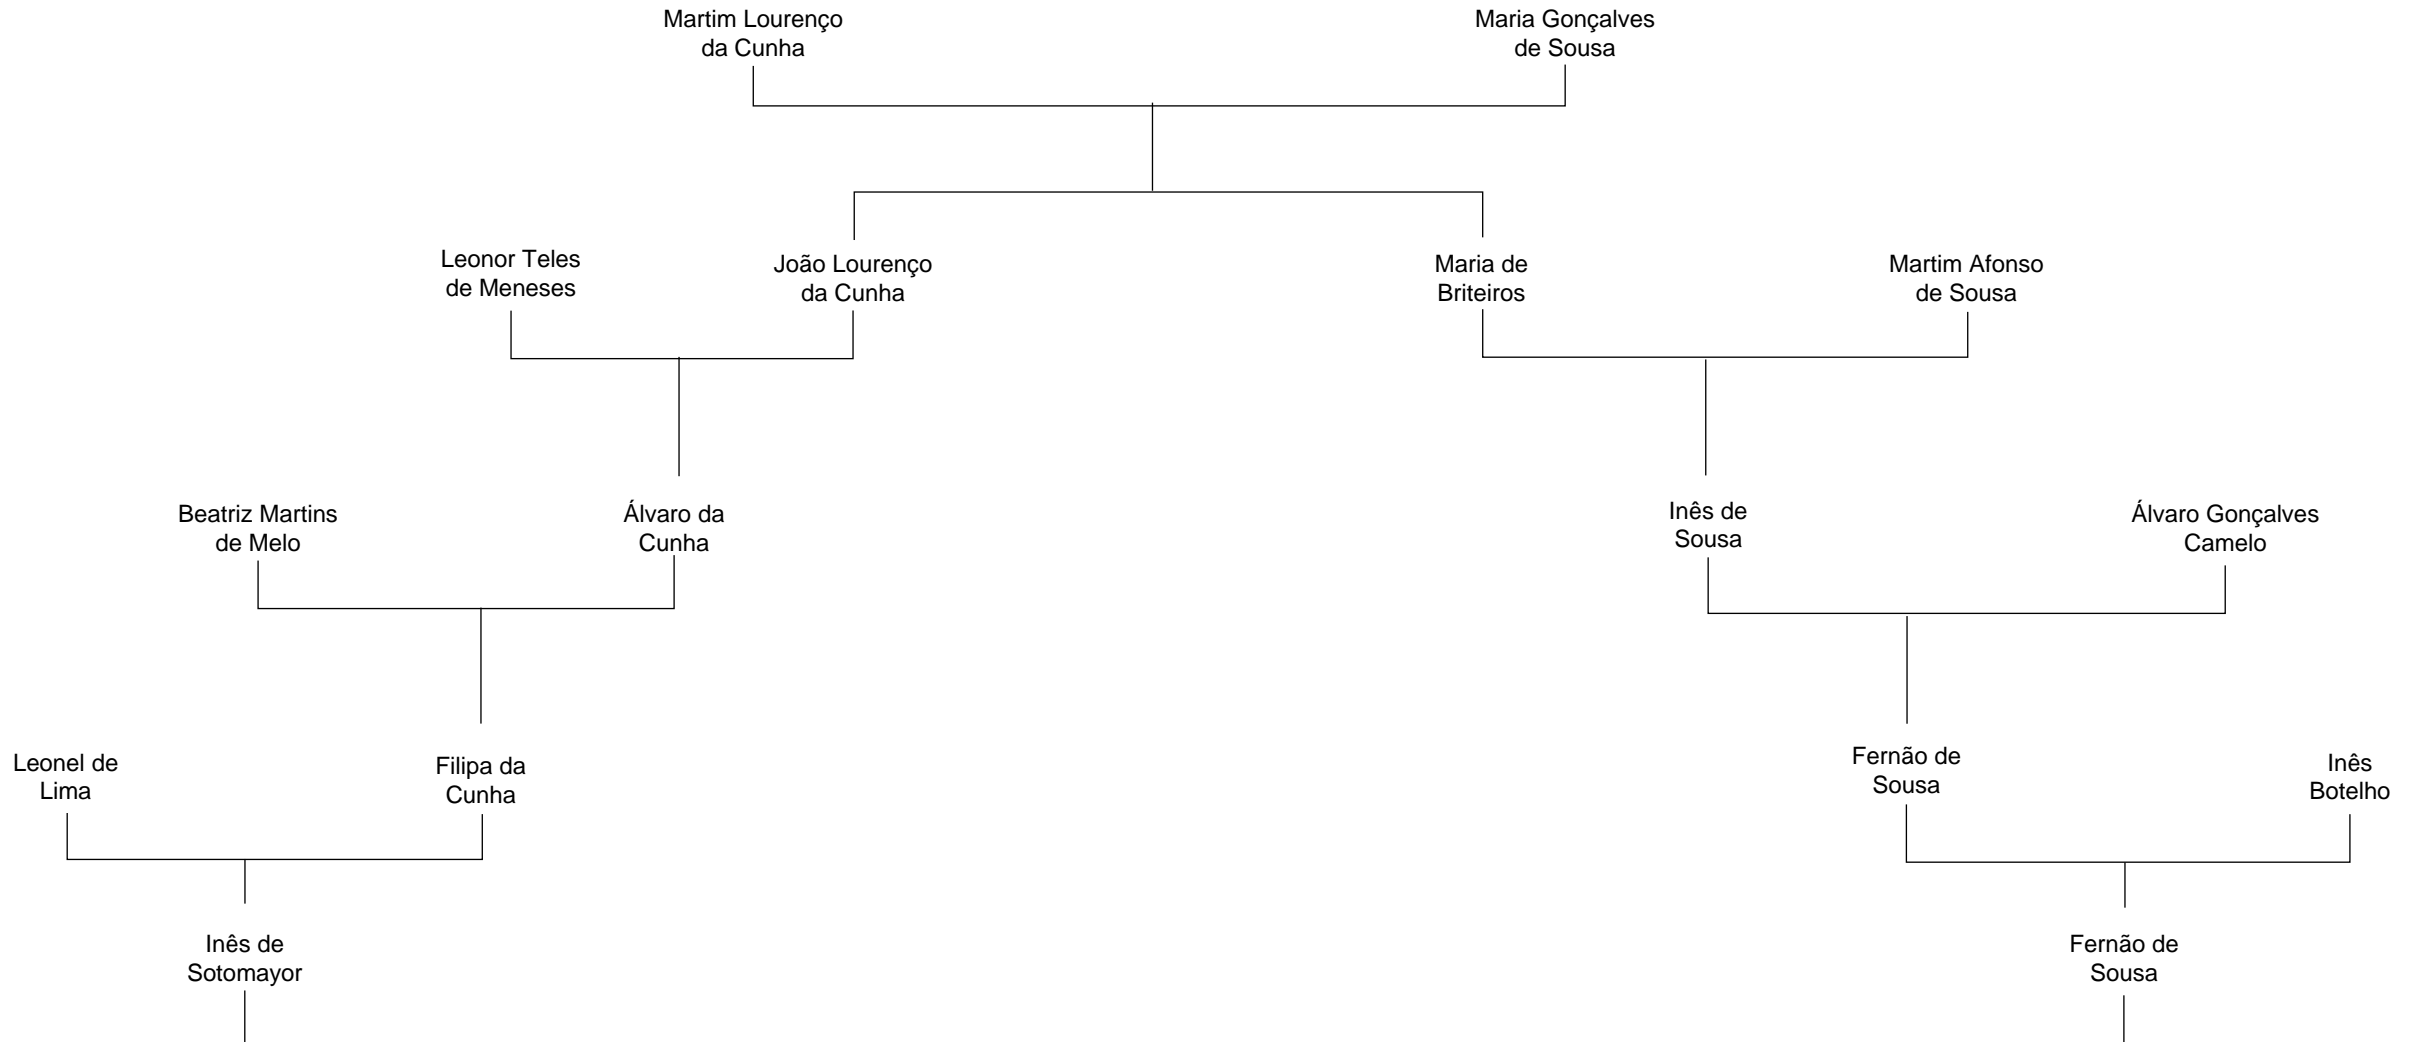 Martim Lourenço
da Cunha
Maria Gonçalves
de Sousa
Leonor Teles
de Meneses
João Lourenço
da Cunha
Maria de
Briteiros
Martim Afonso
de Sousa
Beatriz Martins
de Melo
Álvaro da
Cunha
Inês de
Sousa
Álvaro Gonçalves
Camelo
Leonel de
Lima
Filipa da
Cunha
Fernão de
Sousa
Inês
Botelho
Inês de
Sotomayor
Fernão de
Sousa